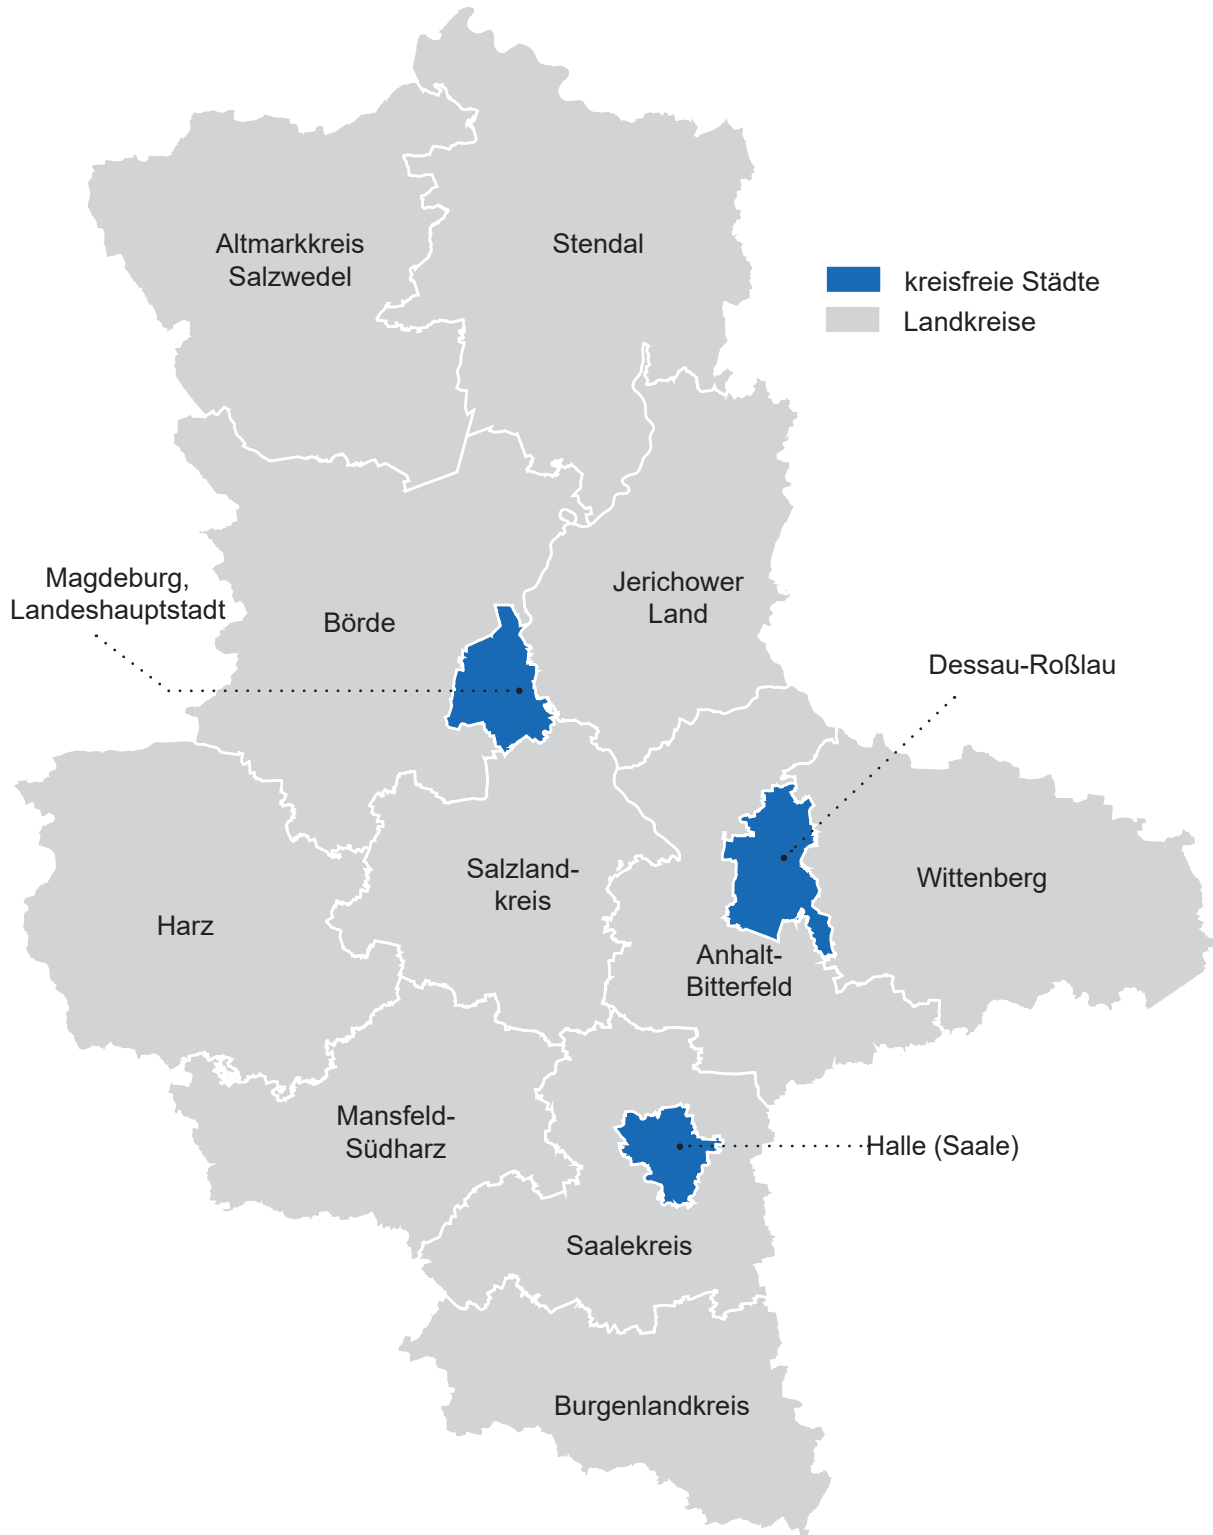 Altmarkkreis
Salzwedel
Stendal
kreisfreie Städte
Landkreise
Magdeburg,
Landeshauptstadt
Börde
Jerichower
Land
Dessau-Roßlau
Salzland-
kreis
Wittenberg
Harz
Anhalt-
Bitterfeld
Mansfeld-
Südharz
Halle (Saale)
Saalekreis
Burgenlandkreis